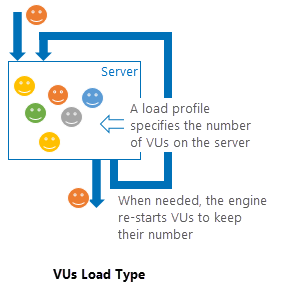 Server
A load profile
specifies the number
of VUs on the server
When needed, the engine
re-starts VUs to keep
their number
VUs Load Type